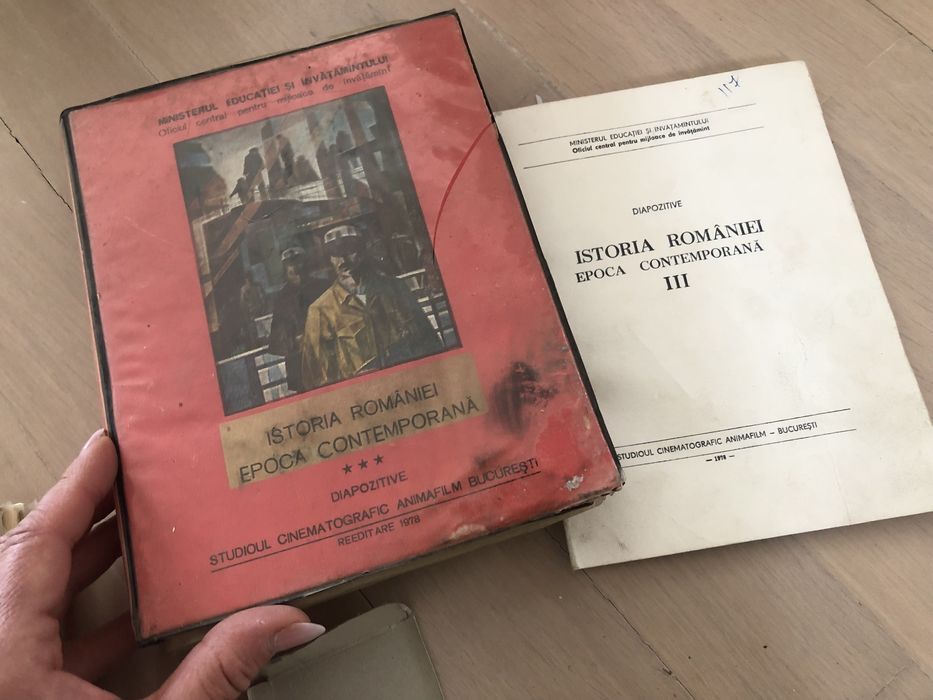 MINISTERUL EDUCAȚIEI ȘI INVĂȚĂMÎNTULUI
Oficiul central pentru mijloace de învățămînt
ISTORIA ROMÂNIEI
EPOCA CONTEMPORANĂ
★★★
DIAPOZITIVE
STUDIOUL CINEMATOGRAFIC ANIMAFILM BUCUREȘTI
REEDITARE 1978
MINISTERUL EDUCAȚIEI ȘI INVĂȚĂMÎNTULUI
Oficiul central pentru mijloace de învățămînt
DIAPOZITIVE
ISTORIA ROMÂNIEI
EPOCA CONTEMPORANĂ
III
STUDIOUL CINEMATOGRAFIC ANIMAFILM – BUCUREȘTI
— 1978 —